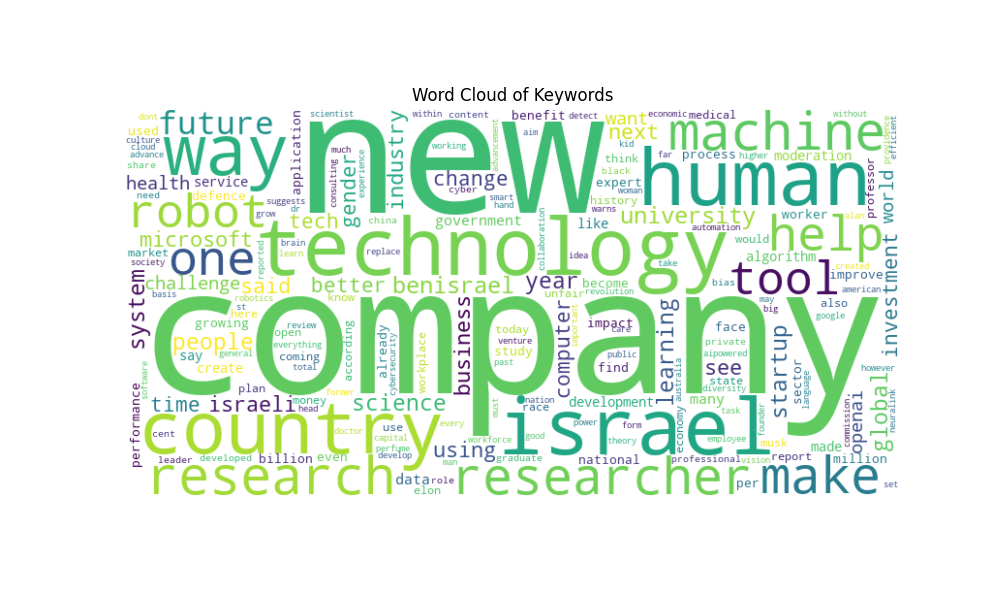 Word Cloud of Keywords
dont scientist within content benefit detect economic medical without
future new industry want machine
used culture way application much working advancement aim next kid think process higher moderation providence efficient
cloud advance share consulting experience gender change cyber smart hand expert black woman far professor human
health service defence need suggests history
robot grow dr tech china government collaboration like warns university worker alan help world
microsoft market society one reported brain learn technology replace idea automation would algorithm
challenge said better benisrael year take become revolution bias tool created improve american
system basis robotics here st know unfair investment
company growing open review everything according already cybersecurity workplace business today venture study past important computer impact care public learning australia face private aipowered may big also google
people say general coming total find see state startup sector language however neuralink
software create plan former diversity
performance time israeli money head science must nation race development economy many task founder musk openai commission. global
country cent use capital perfume develop doctor every workforce good graduate israel power form theory employee made
leader developed billion even using man national professional vision report million
research data role elon researcher per make set